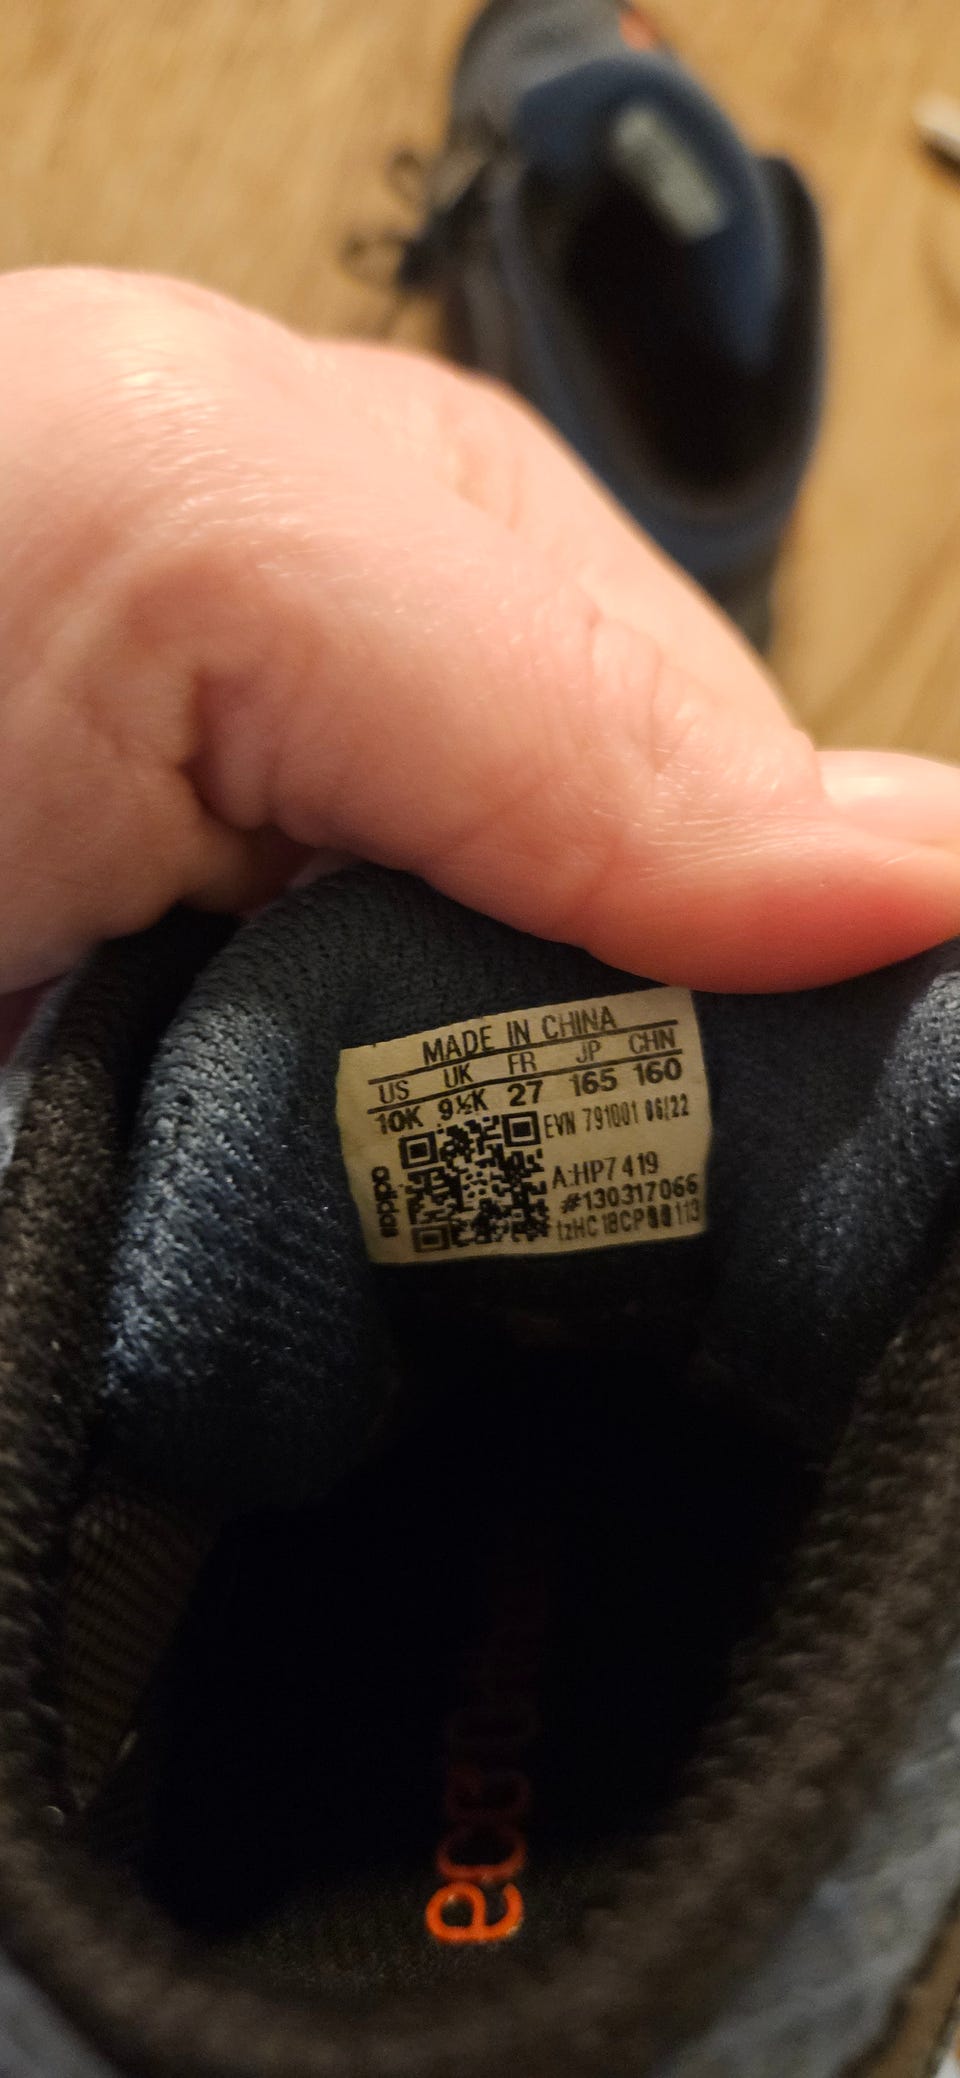 MADE IN CHINA
US UK FR JP CHN
10K 9½K 27 165 160
EVN 791001 06/22
A:HP7419
#130317066